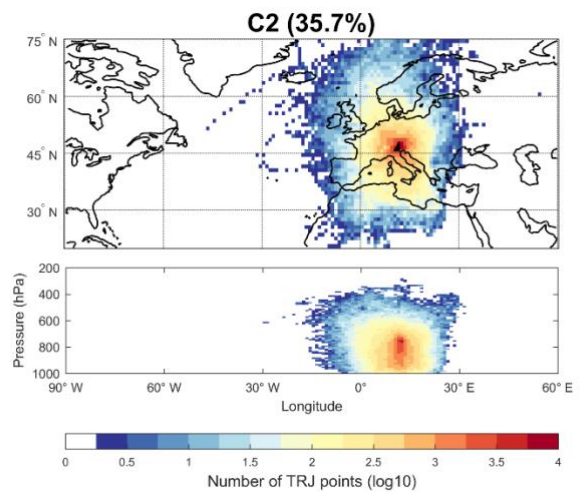 C2 (35.7%)
75° N
60° N
45° N
30° N
200
400
600
800
1000
Pressure (hPa)
90° W 60° W 30° W 0° 30° E 60° E
Longitude
0 0.5 1 1.5 2 2.5 3 3.5 4
Number of TRJ points (log10)